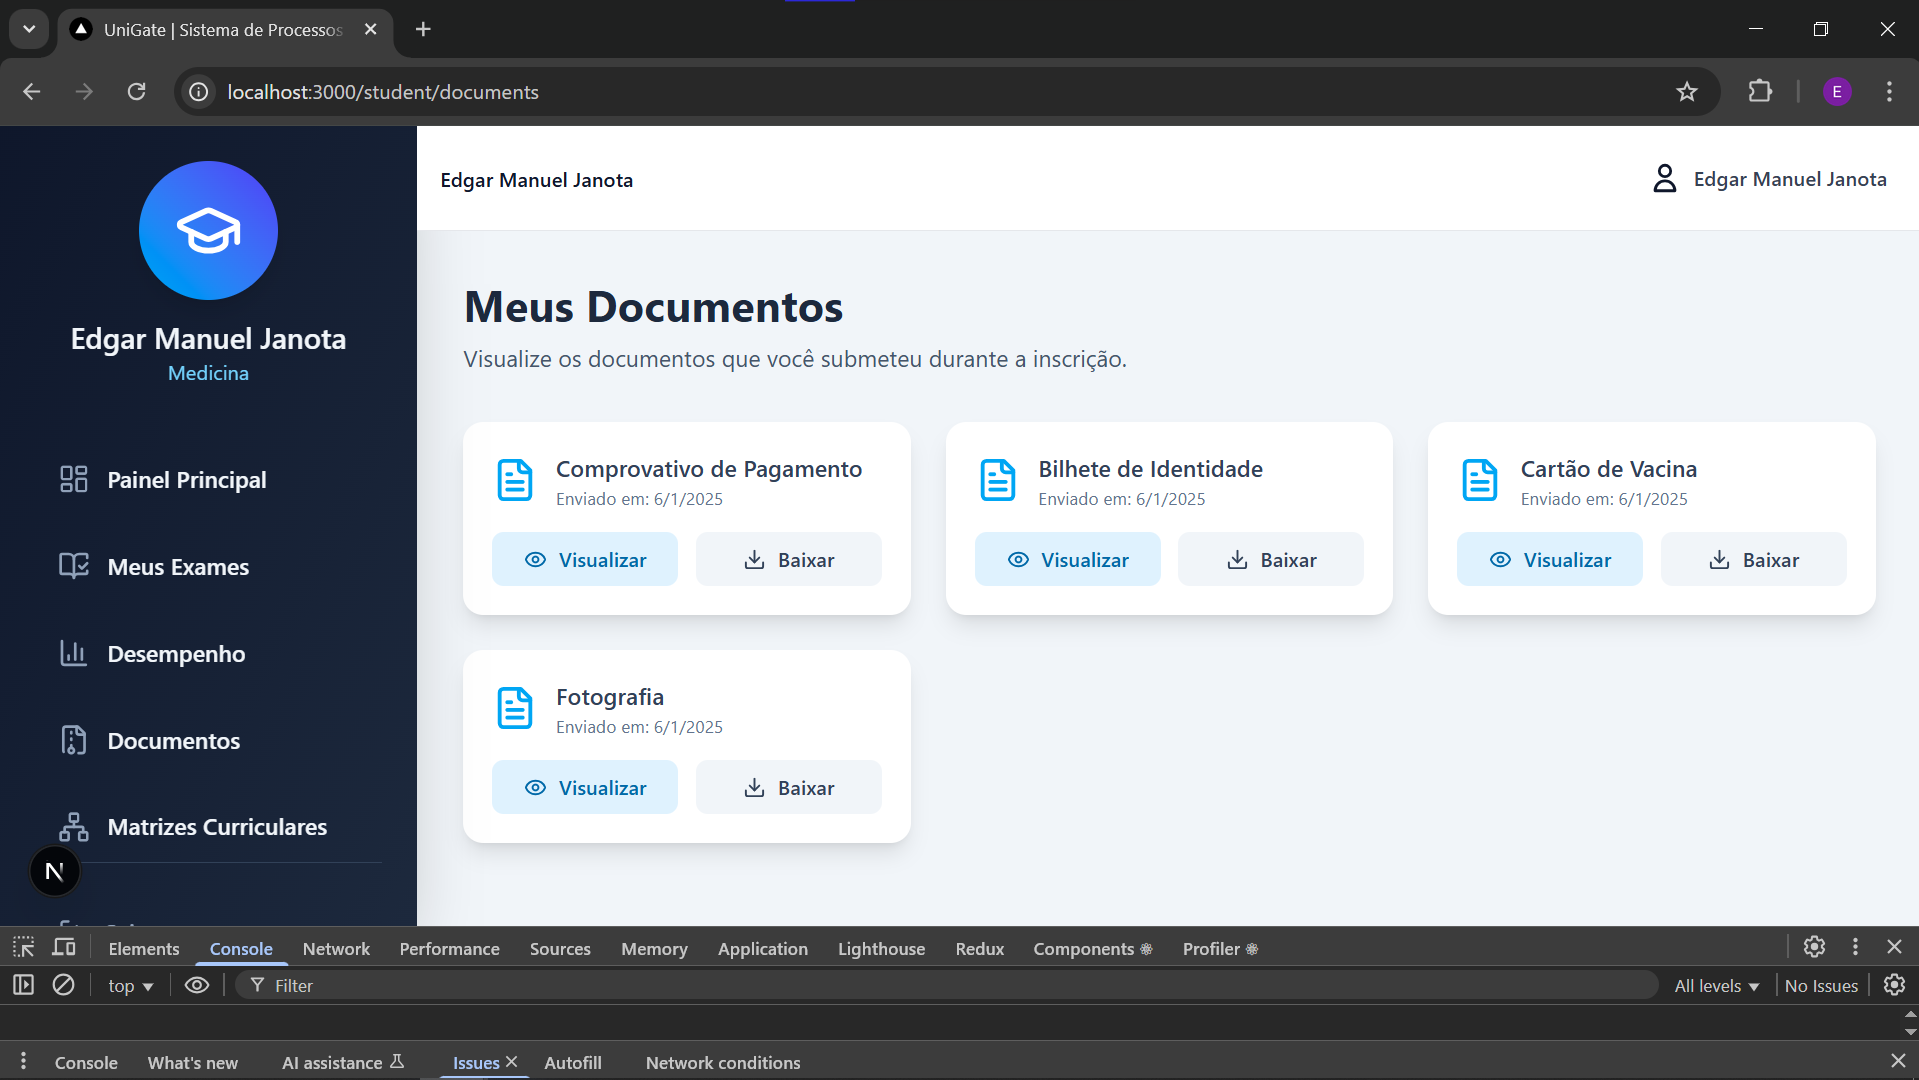 UniGate | Sistema de Processos
localhost:3000/student/documents
E
Edgar Manuel Janota
Medicina
Painel Principal
Meus Exames
Desempenho
Documentos
Matrizes Curriculares
N
Edgar Manuel Janota
Edgar Manuel Janota
Meus Documentos
Visualize os documentos que você submeteu durante a inscrição.
Comprovativo de Pagamento
Enviado em: 6/1/2025
Visualizar
Baixar
Bilhete de Identidade
Enviado em: 6/1/2025
Visualizar
Baixar
Cartão de Vacina
Enviado em: 6/1/2025
Visualizar
Baixar
Fotografia
Enviado em: 6/1/2025
Visualizar
Baixar
Elements Console Network Performance Sources Memory Application Lighthouse Redux Components Profiler
top Filter All levels No Issues
Console What's new AI assistance Issues Autofill Network conditions